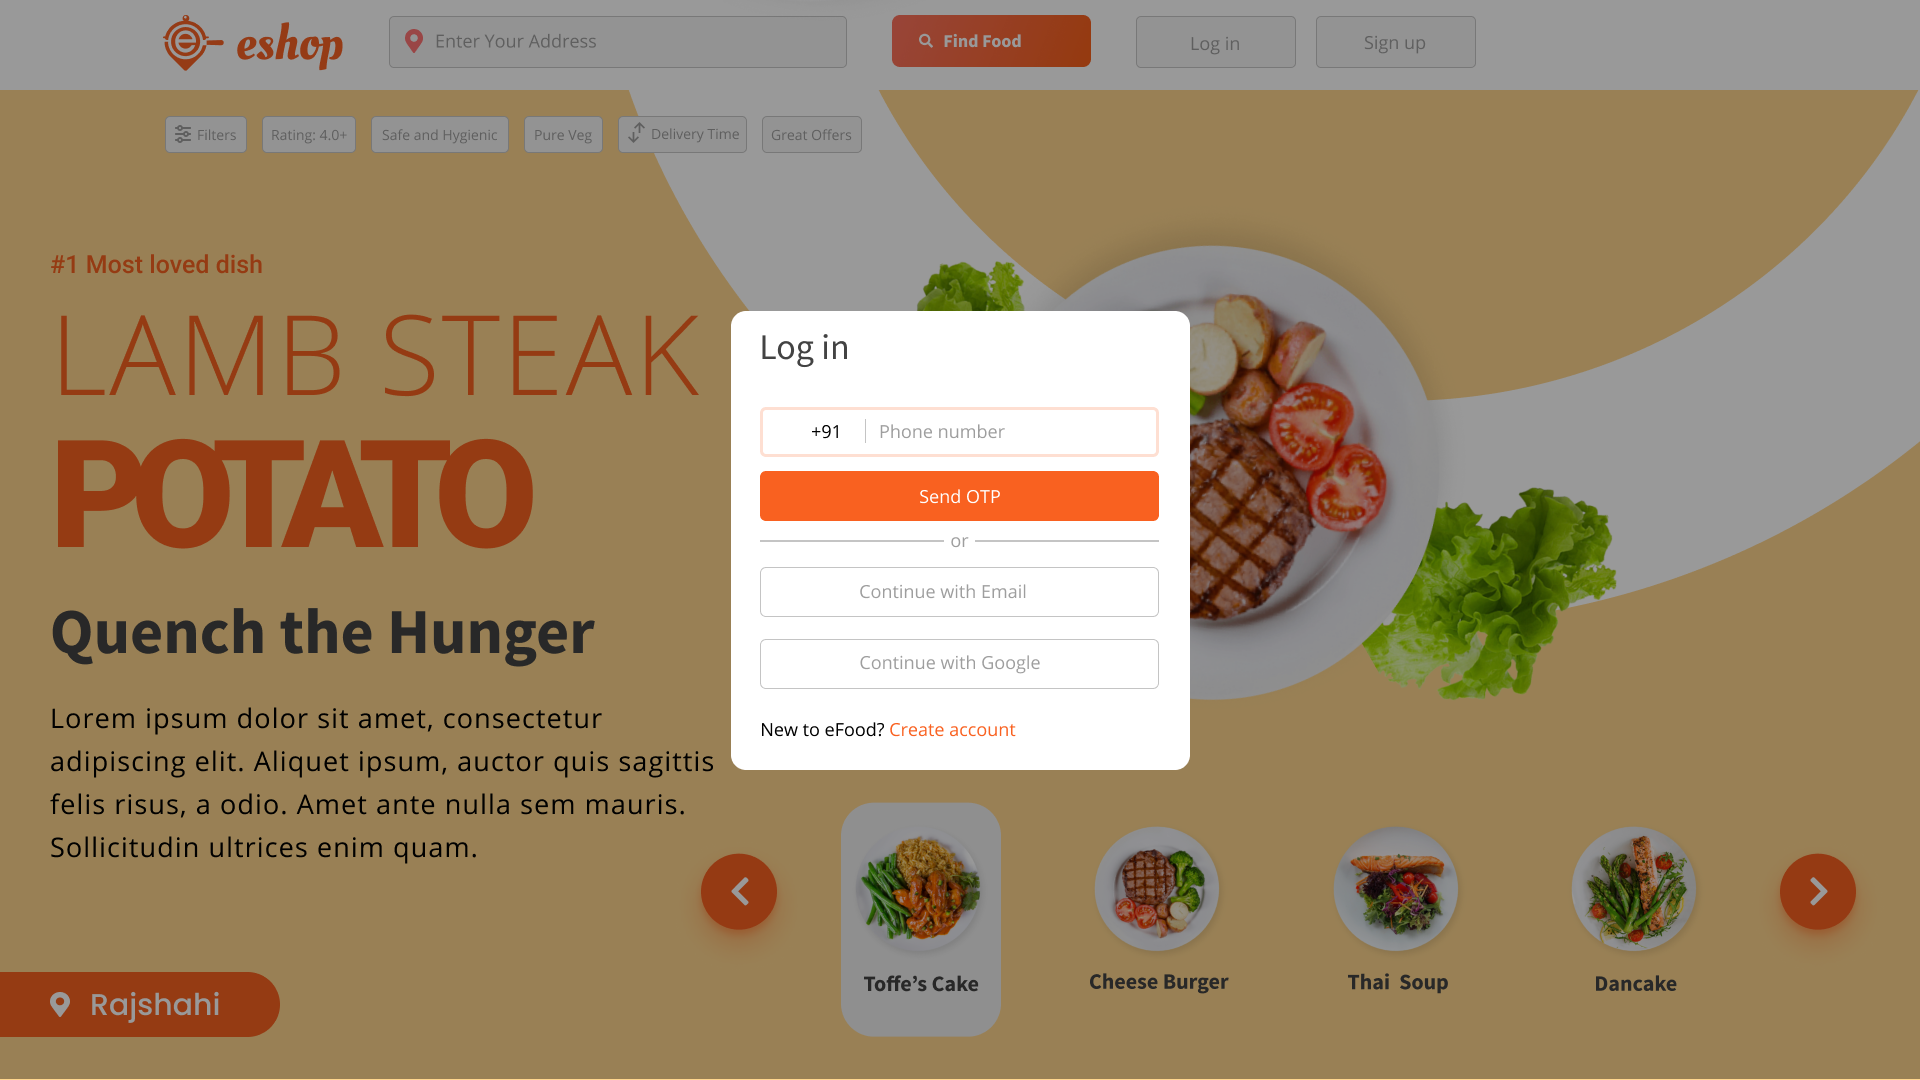 eshop
Enter Your Address
Find Food
Log in
Sign up
Filters
Rating: 4.0+
Safe and Hygienic
Pure Veg
Delivery Time
Great Offers
#1 Most loved dish
LAMB STEAK
POTATO
Quench the Hunger
Lorem ipsum dolor sit amet, consectetur
adipiscing elit. Aliquet ipsum, auctor quis sagittis
felis risus, a odio. Amet ante nulla sem mauris.
Sollicitudin ultrices enim quam.
Rajshahi
Log in
+91
Phone number
Send OTP
or
Continue with Email
Continue with Google
New to eFood? Create account
Toffe’s Cake
Cheese Burger
Thai Soup
Dancake